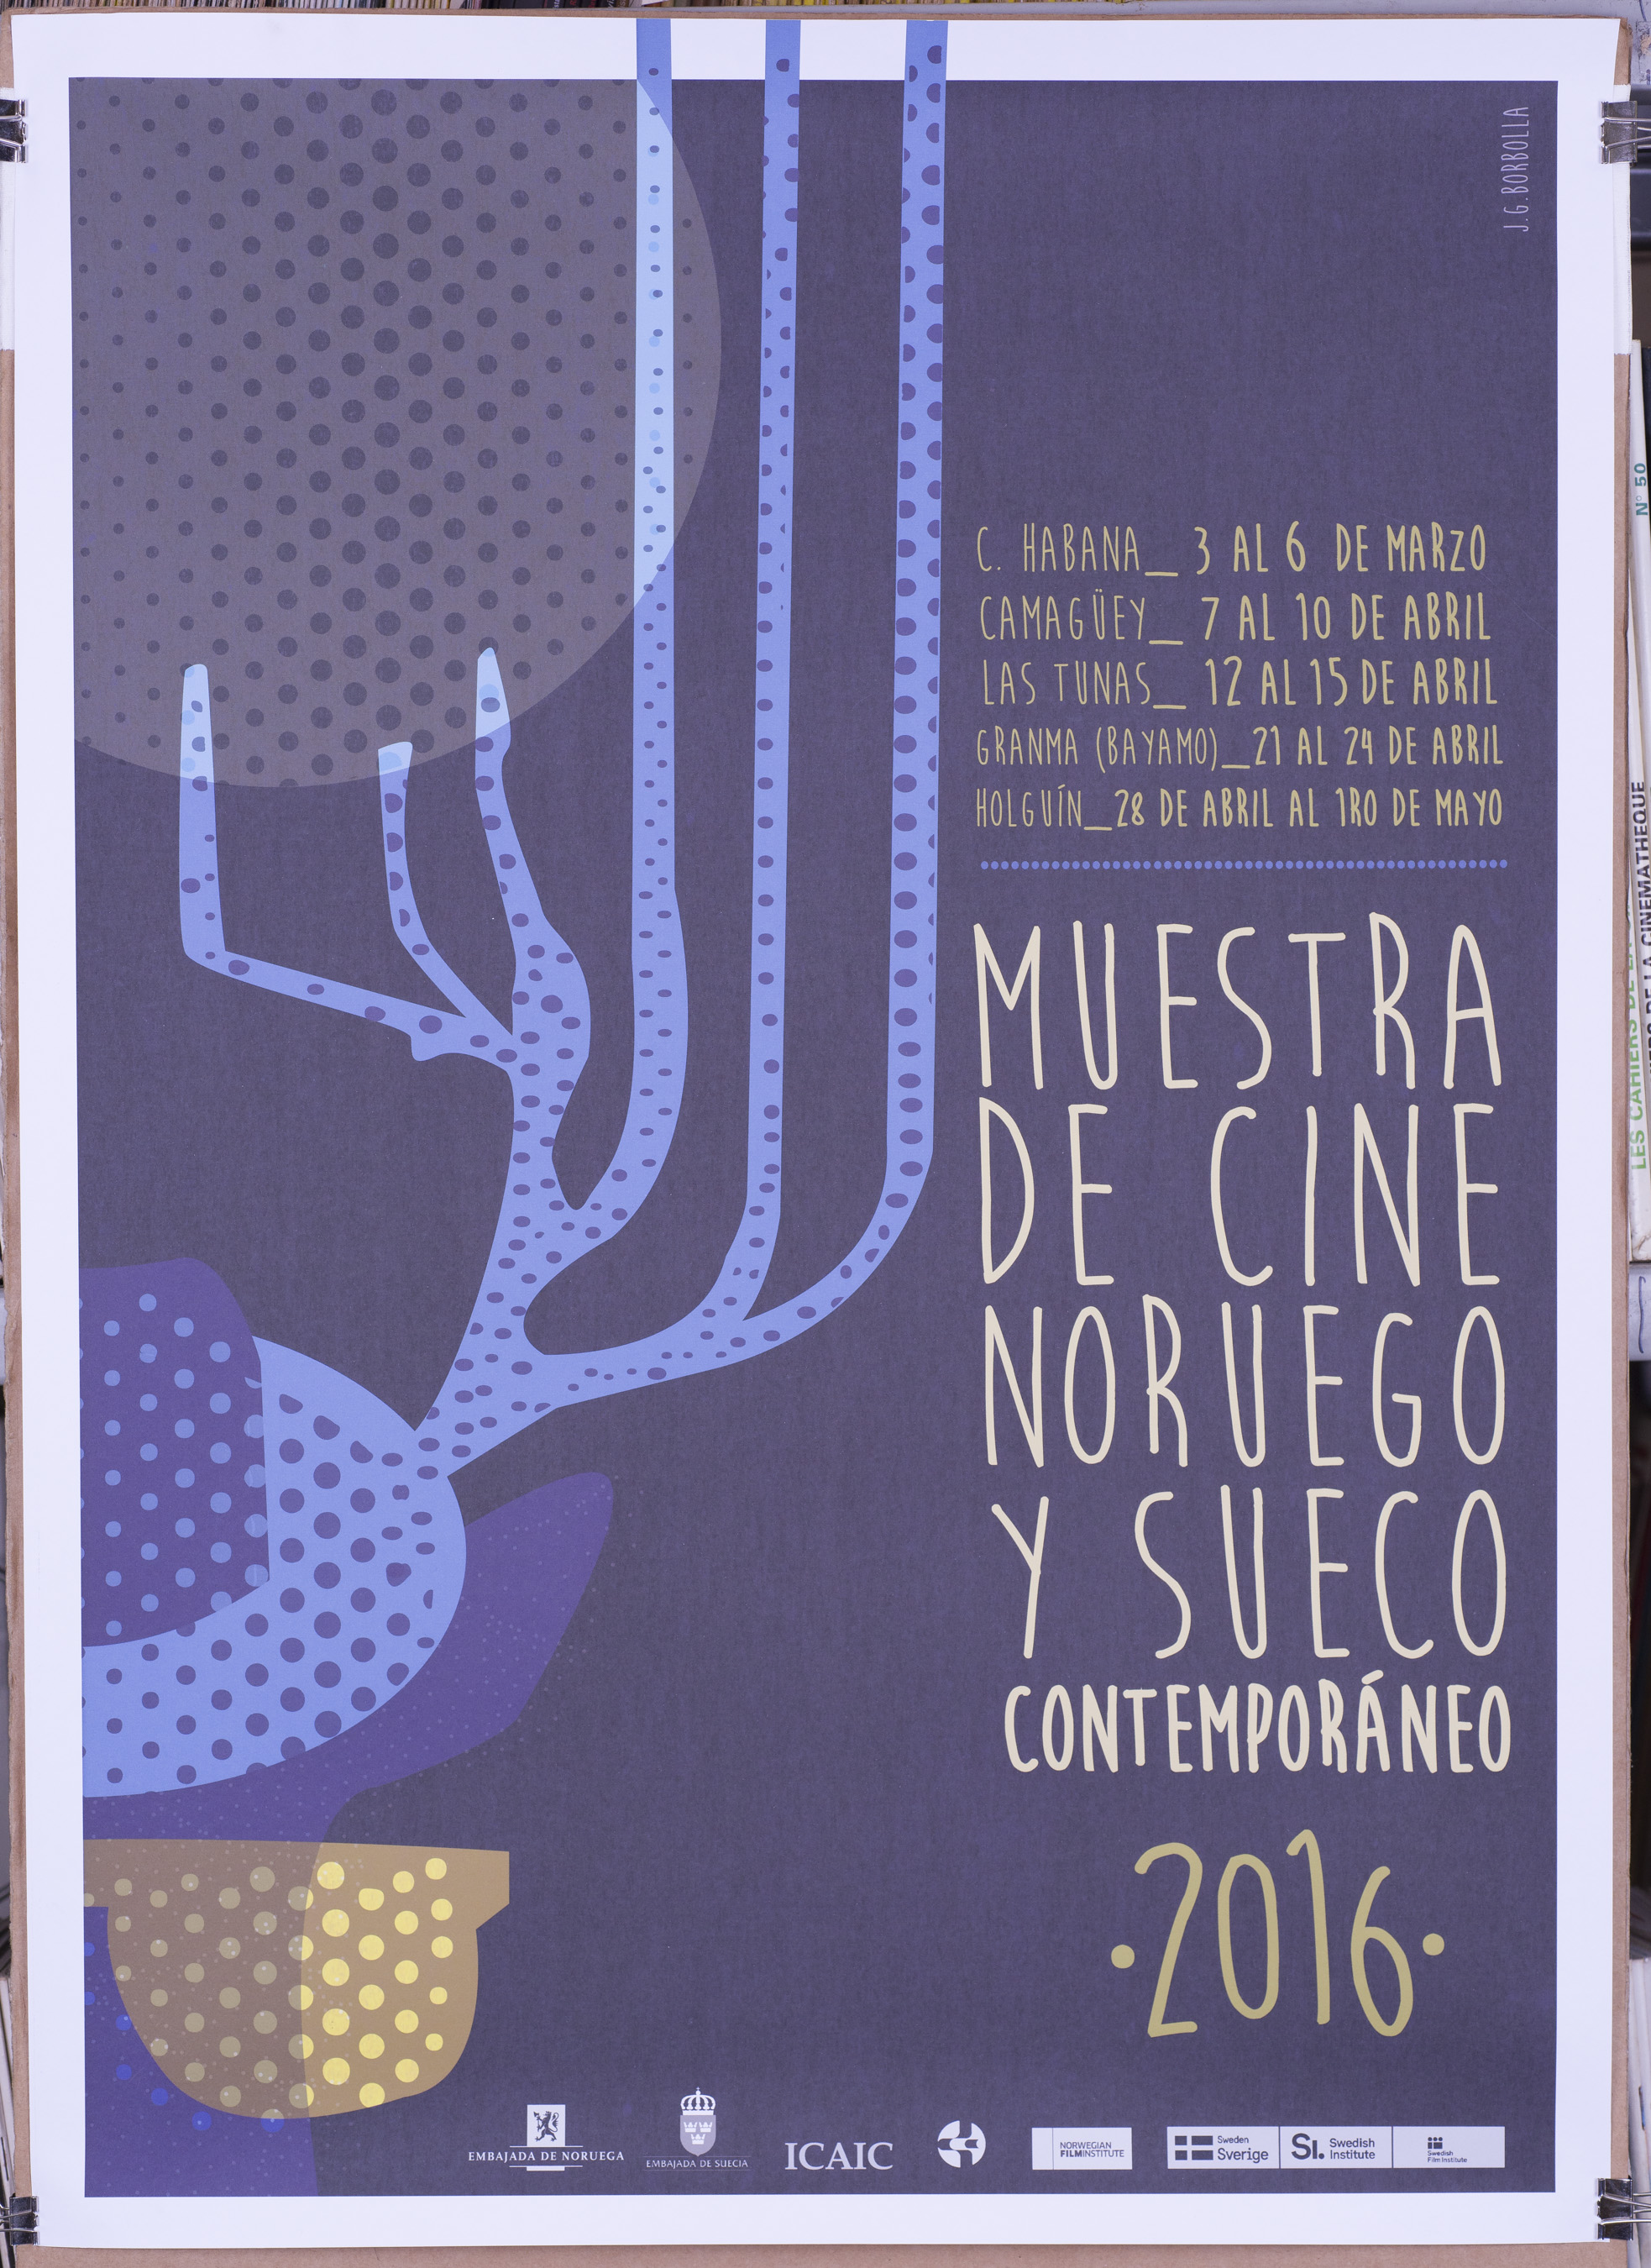 J.G.BORBOLLA
C. HABANA_ 3 AL 6 DE MARZO
CAMAGÜEY_ 7 AL 10 DE ABRIL
LAS TUNAS_ 12 AL 15 DE ABRIL
GRANMA (BAYAMO)_21 AL 24 DE ABRIL
HOLGUÍN_28 DE ABRIL AL 1RO DE MAYO
MUESTRA
DE CINE
NORUEGO
Y SUECO
CONTEMPORÁNEO
·2016·
EMBAJADA DE NORUEGA
EMBAJADA DE SUECIA
ICAIC
NORWEGIAN
FILMINSTITUTE
Sweden
Sverige
SI.
Swedish
Institute
Swedish
Film Institute
N° 50
LA CINEMATHEQUE
LES CAHIERS DE